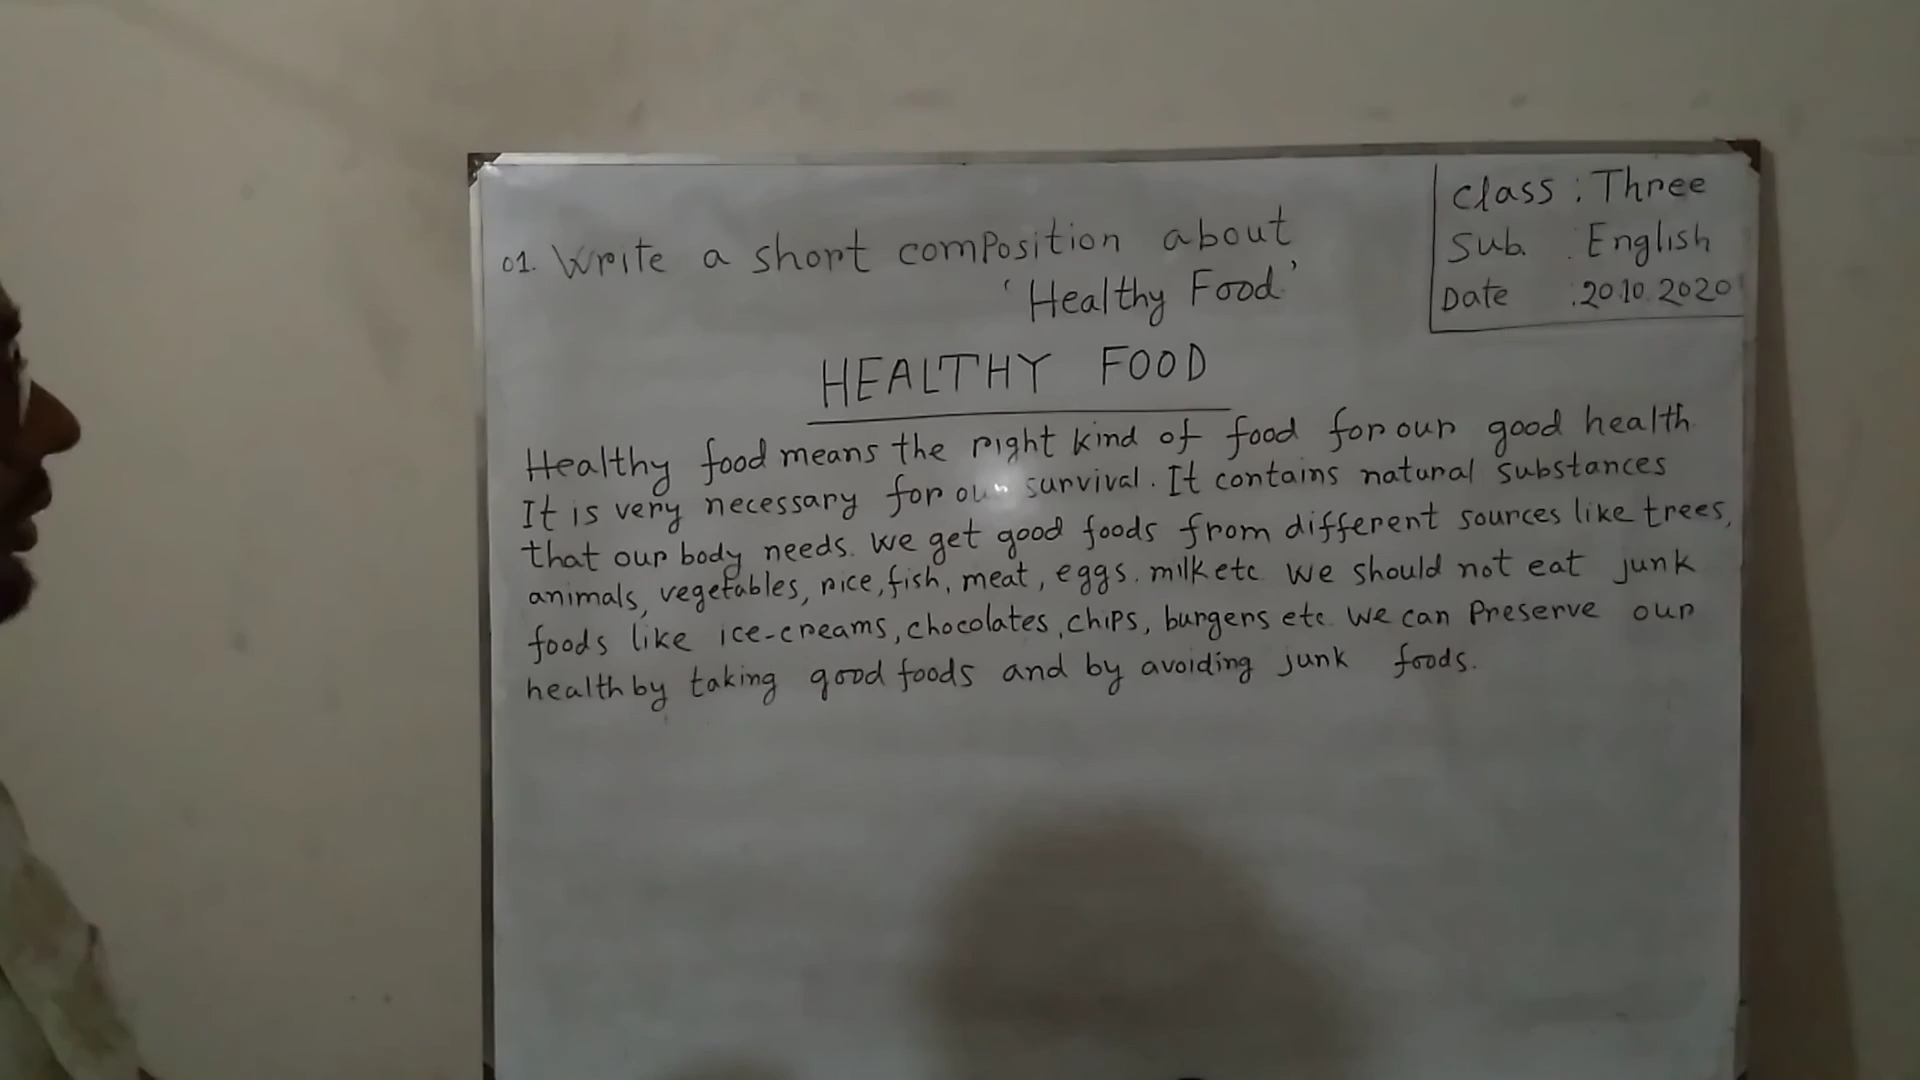 Class : Three
Sub. : English
Date : 20.10.2020
01. Write a short composition about
'Healthy Food'
HEALTHY FOOD
Healthy food means the right kind of food for our good health
It is very necessary for our survival. It contains natural substances
that our body needs. We get good foods from different sources like trees,
animals, vegetables, rice, fish, meat, eggs, milk etc. We should not eat junk
foods like ice-creams, chocolates, chips, burgers etc. We can preserve our
health by taking good foods and by avoiding junk foods.